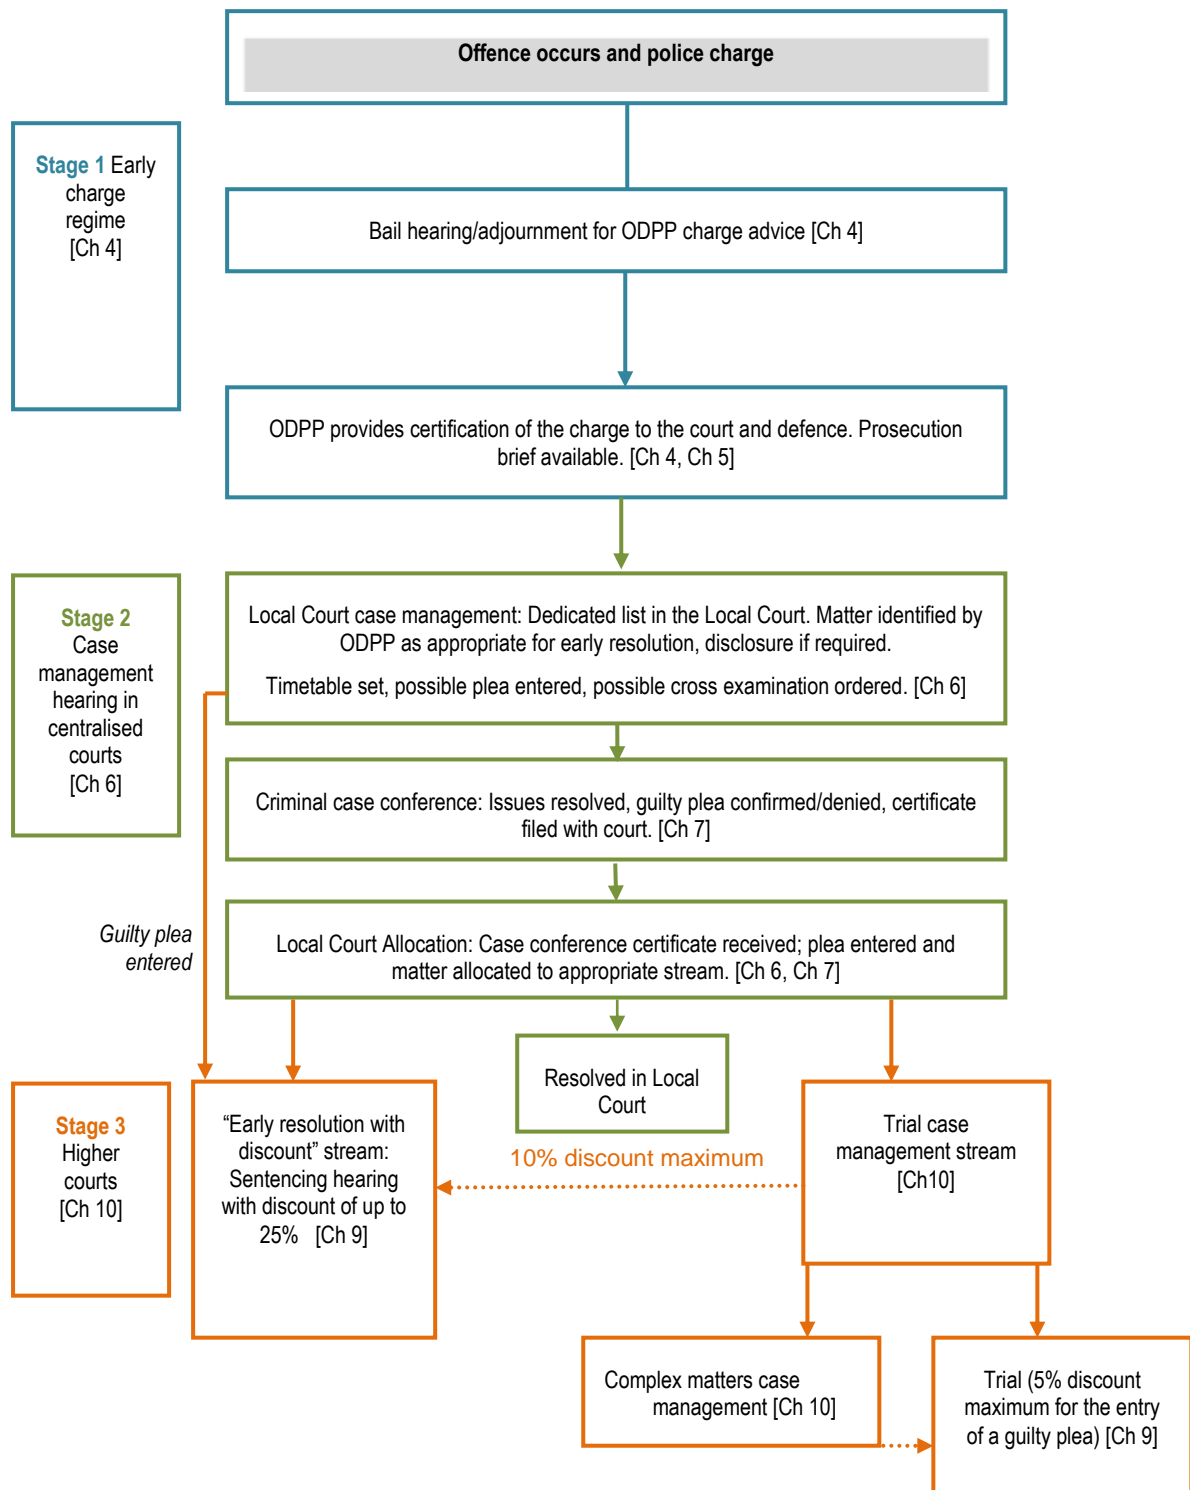 Offence occurs and police charge
Stage 1 Early
charge
regime
[Ch 4]
Bail hearing/adjournment for ODPP charge advice [Ch 4]
ODPP provides certification of the charge to the court and defence. Prosecution
brief available. [Ch 4, Ch 5]
Stage 2
Case
management
hearing in
centralised
courts
[Ch 6]
Local Court case management: Dedicated list in the Local Court. Matter identified by
ODPP as appropriate for early resolution, disclosure if required.
Timetable set, possible plea entered, possible cross examination ordered. [Ch 6]
Criminal case conference: Issues resolved, guilty plea confirmed/denied, certificate
filed with court. [Ch 7]
Guilty plea
entered
Local Court Allocation: Case conference certificate received; plea entered and
matter allocated to appropriate stream. [Ch 6, Ch 7]
Resolved in Local
Court
Stage 3
Higher
courts
[Ch 10]
“Early resolution with
discount” stream:
Sentencing hearing
with discount of up to
25% [Ch 9]
10% discount maximum
Trial case
management stream
[Ch10]
Complex matters case
management [Ch 10]
Trial (5% discount
maximum for the entry
of a guilty plea) [Ch 9]